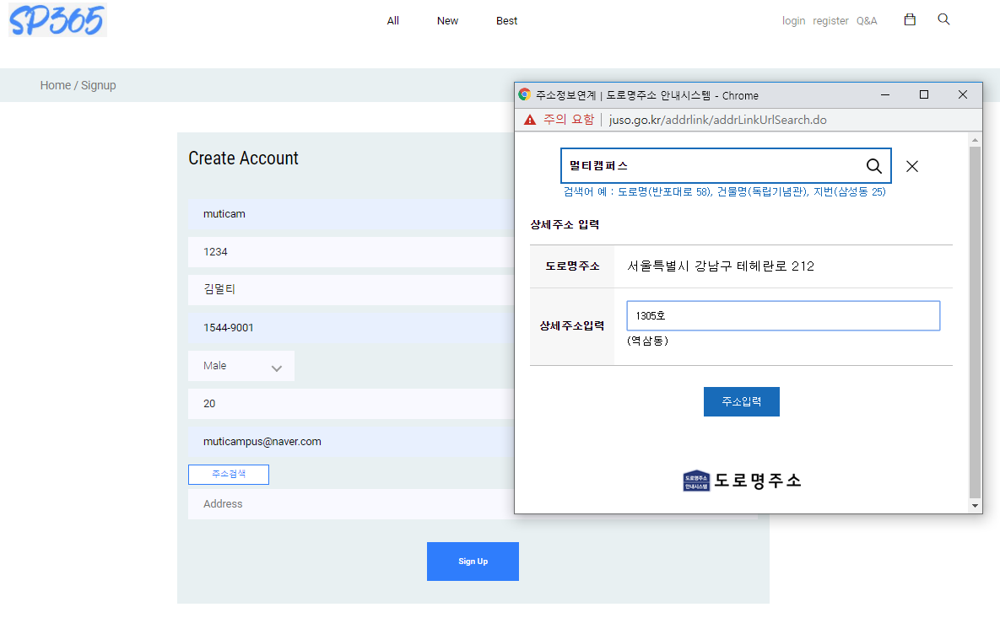 SP365
All New Best
login register Q&A
Home / Signup
Create Account
muticam
1234
김멀티
1544-9001
Male
20
muticampus@naver.com
주소검색
Address
Sign Up
주소정보연계 | 도로명주소 안내시스템 - Chrome
주의 요함 | juso.go.kr/addrlink/addrLinkUrlSearch.do
멀티캠퍼스
검색어 예 : 도로명(반포대로 58), 건물명(독립기념관), 지번(삼성동 25)
상세주소 입력
도로명주소 서울특별시 강남구 테헤란로 212
상세주소입력 1305호
(역삼동)
주소입력
도로명주소
안내시스템
도로명주소